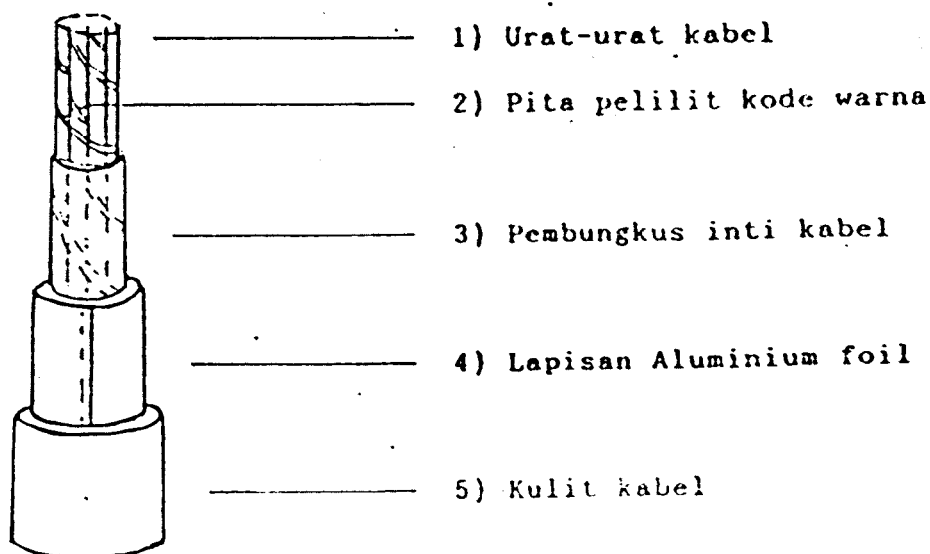 1) Urat-urat kabel
2) Pita pelilit kode warna
3) Pembungkus inti kabel
4) Lapisan Aluminium foil
5) Kulit kabel